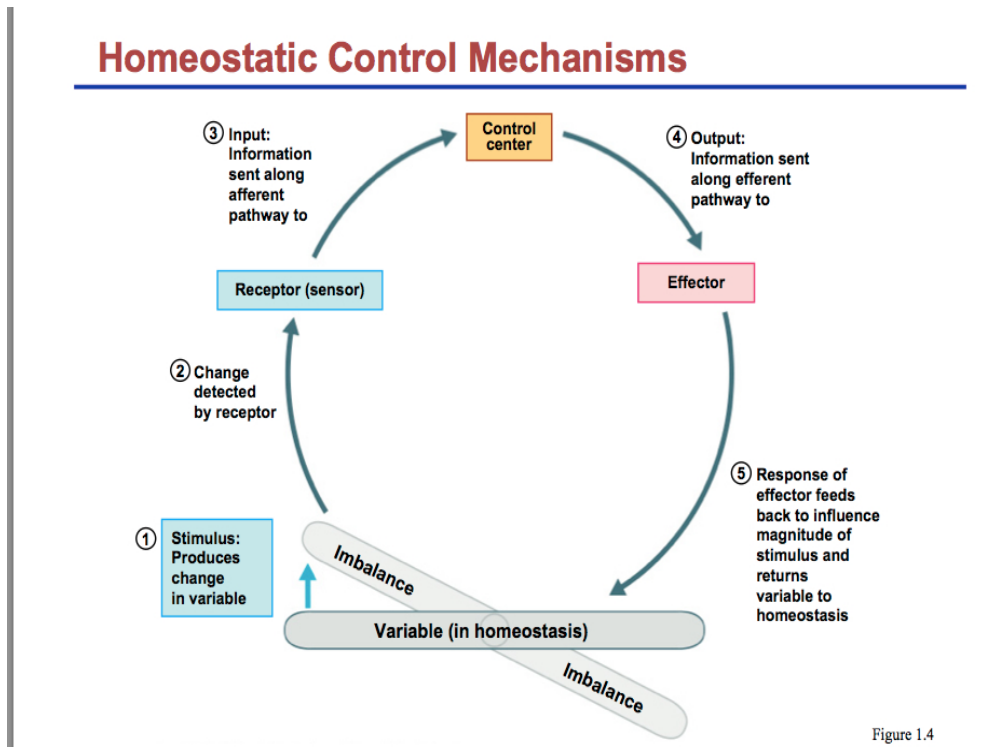 Homeostatic Control Mechanisms
3 Input:
Information
sent along
afferent
pathway to
Control
center
4 Output:
Information sent
along efferent
pathway to
Receptor (sensor)
Effector
2 Change
detected
by receptor
5 Response of
effector feeds
back to influence
magnitude of
stimulus and
returns
variable to
homeostasis
1 Stimulus:
Produces
change
in variable
Imbalance
Variable (in homeostasis)
Imbalance
Figure 1.4